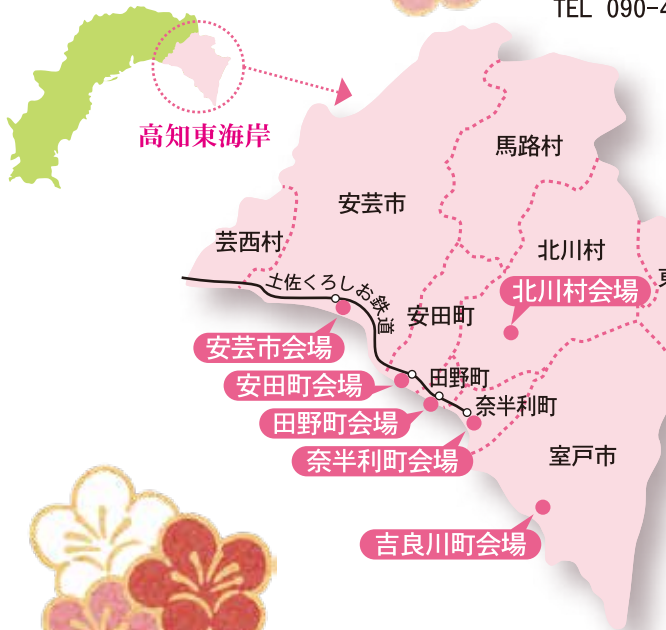 TEL 090-4
高知東海岸
馬路村
安芸市
芸西村
北川村
東
北川村会場
土佐くろしお鉄道
安田町
安芸市会場
田野町
安田町会場
奈半利町
田野町会場
奈半利町会場
室戸市
吉良川町会場